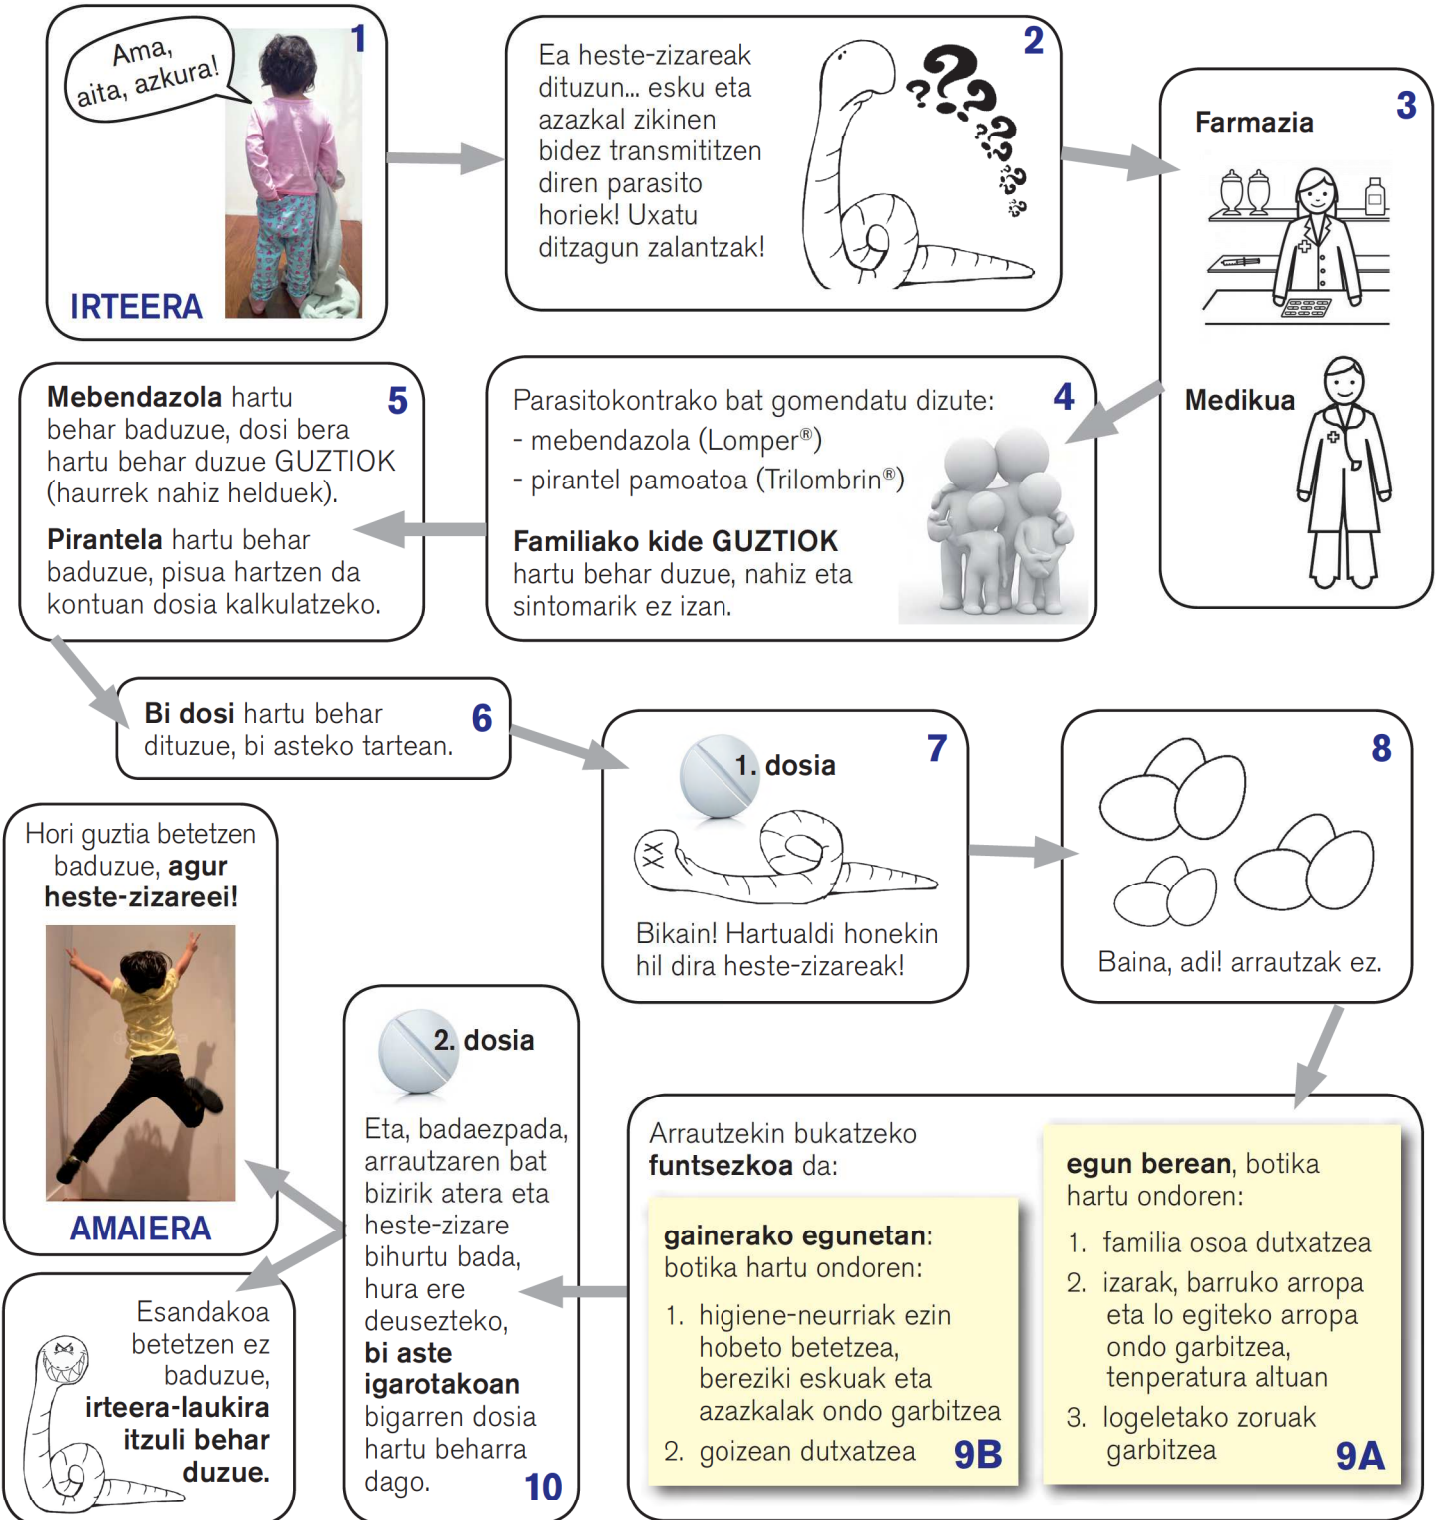 1
Ama,
aita, azkura!
IRTEERA
2
Ea heste-zizareak
dituzun... esku eta
azazkal zikinen
bidez transmititzen
diren parasito
horiek! Uxatu
ditzagun zalantzak!
3
Farmazia
Medikua
4
Parasitokontrako bat gomendatu dizute:
- mebendazola (Lomper®)
- pirantel pamoatoa (Trilombrin®)
Familiako kide GUZTIOK
hartu behar duzue, nahiz eta
sintomarik ez izan.
5
Mebendazola hartu
behar baduzue, dosi bera
hartu behar duzue GUZTIOK
(haurrek nahiz helduek).
Pirantela hartu behar
baduzue, pisua hartzen da
kontuan dosia kalkulatzeko.
6
Bi dosi hartu behar
dituzue, bi asteko tartean.
7
1. dosia
Bikain! Hartualdi honekin
hil dira heste-zizareak!
8
Baina, adi! arrautzak ez.
Arrautzekin bukatzeko
funtsezkoa da:
egun berean, botika
hartu ondoren:
1. familia osoa dutxatzea
2. izarak, barruko arropa
eta lo egiteko arropa
ondo garbitzea,
tenperatura altuan
3. logeletako zoruak
garbitzea
9A
gainerako egunetan:
botika hartu ondoren:
1. higiene-neurriak ezin
hobeto betetzea,
bereziki eskuak eta
azazkalak ondo garbitzea
2. goizean dutxatzea
9B
2. dosia
Eta, badaezpada,
arrautzaren bat
bizirik atera eta
heste-zizare
bihurtu bada,
hura ere
deusezteko,
bi aste
igarotakoan
bigarren dosia
hartu beharra
dago.
10
Hori guztia betetzen
baduzue, agur
heste-zizareei!
AMAIERA
Esandakoa
betetzen ez
baduzue,
irteera-laukira
itzuli behar
duzue.